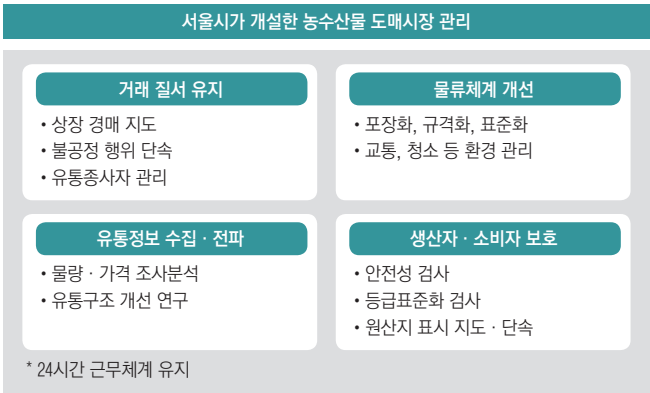 서울시가 개설한 농수산물 도매시장 관리
거래 질서 유지
• 상장 경매 지도
• 불공정 행위 단속
• 유통종사자 관리
물류체계 개선
• 포장화, 규격화, 표준화
• 교통, 청소 등 환경 관리
유통정보 수집 · 전파
• 물량 · 가격 조사분석
• 유통구조 개선 연구
생산자 · 소비자 보호
• 안전성 검사
• 등급표준화 검사
• 원산지 표시 지도 · 단속
* 24시간 근무체계 유지